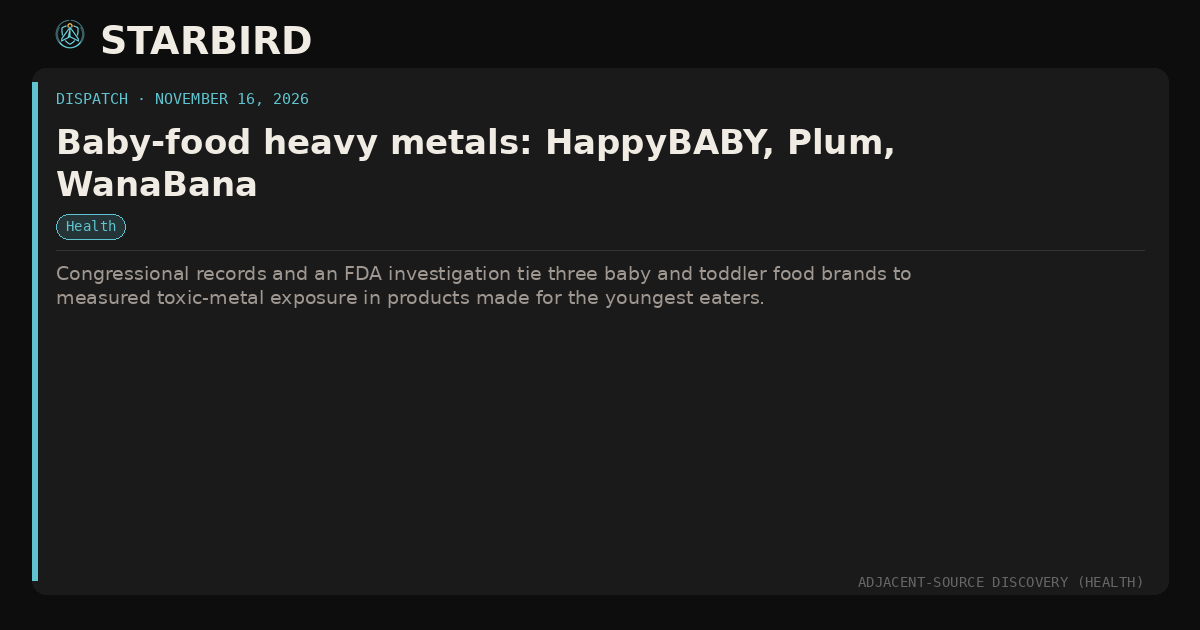 STARBIRD
DISPATCH · NOVEMBER 16, 2026
Baby-food heavy metals: HappyBABY, Plum,
WanaBana
Health
Congressional records and an FDA investigation tie three baby and toddler food brands to
measured toxic-metal exposure in products made for the youngest eaters.
ADJACENT-SOURCE DISCOVERY (HEALTH)